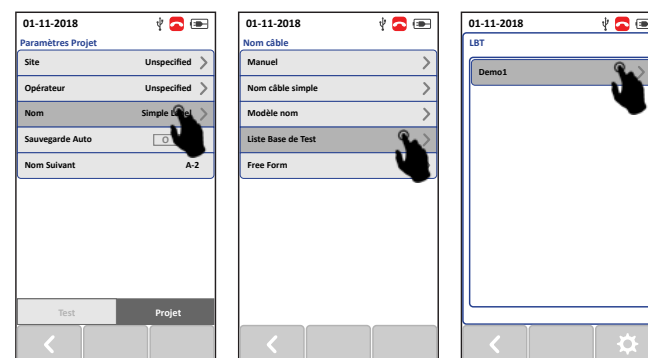 01-11-2018
Paramètres Projet
Site Unspecified
Opérateur Unspecified
Nom Simple
Sauvegarde Auto
Nom Suivant A-2
Test Projet
01-11-2018
Nom câble
Manuel
Nom câble simple
Modèle nom
Liste Base de Test
Free Form
01-11-2018
LBT
Demo1